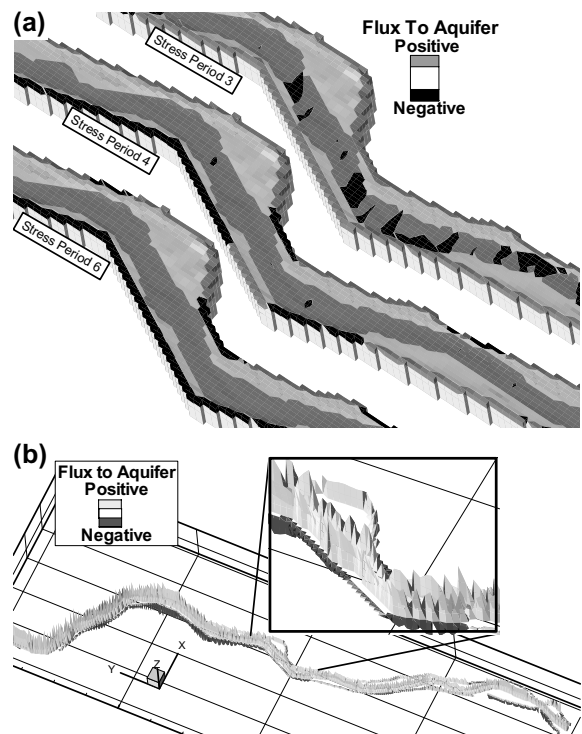 (a)
Flux To Aquifer
Positive
Negative
Stress Period 3
Stress Period 4
Stress Period 6
(b)
Flux to Aquifer
Positive
Negative
X
Y
Z